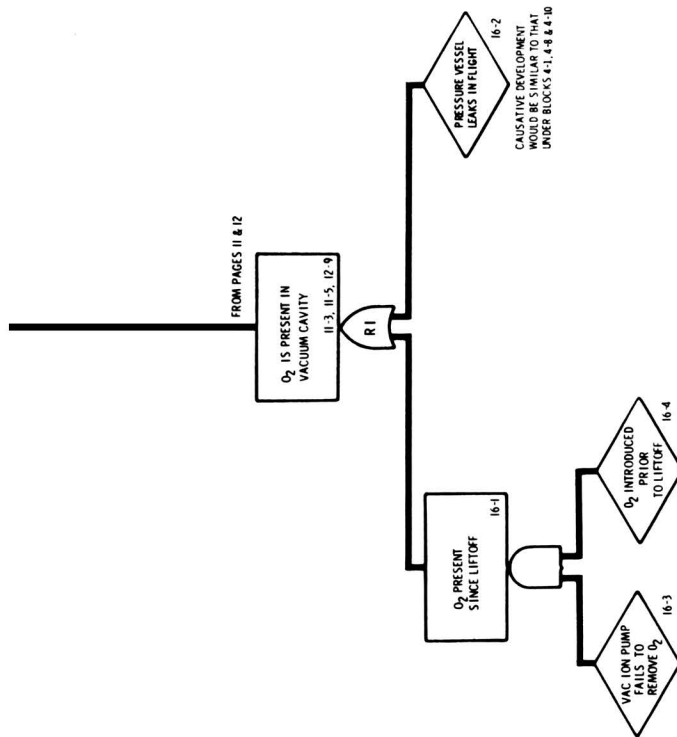 FROM PAGES 11 & 12
O2 IS PRESENT IN
VACUUM CAVITY
11-3, 11-5, 12-9
R1
PRESSURE VESSEL
LEAKS IN FLIGHT
16-2
CAUSATIVE DEVELOPMENT
WOULD BE SIMILAR TO THAT
UNDER BLOCKS 4-1, 4-8 & 4-10
O2 PRESENT
SINCE LIFTOFF
16-1
VAC ION PUMP
FAILS TO
REMOVE O2
16-3
O2 INTRODUCED
PRIOR
TO LIFTOFF
16-4